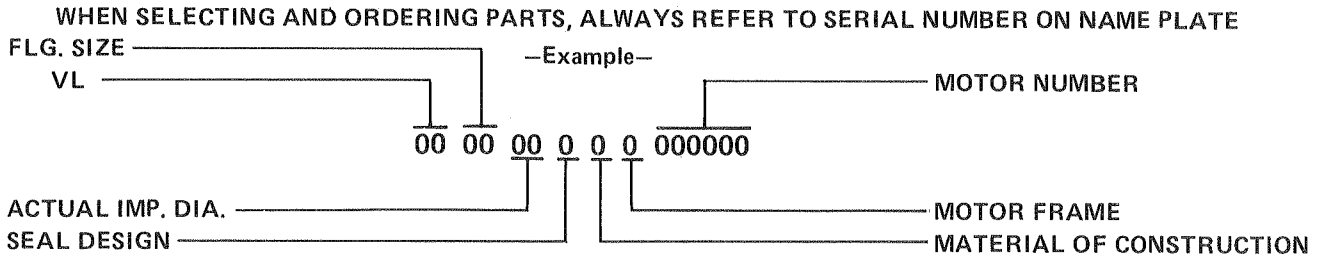 WHEN SELECTING AND ORDERING PARTS, ALWAYS REFER TO SERIAL NUMBER ON NAME PLATE
FLG. SIZE
—Example—
VL
MOTOR NUMBER
00 00 00 0 0 0 000000
ACTUAL IMP. DIA.
MOTOR FRAME
SEAL DESIGN
MATERIAL OF CONSTRUCTION